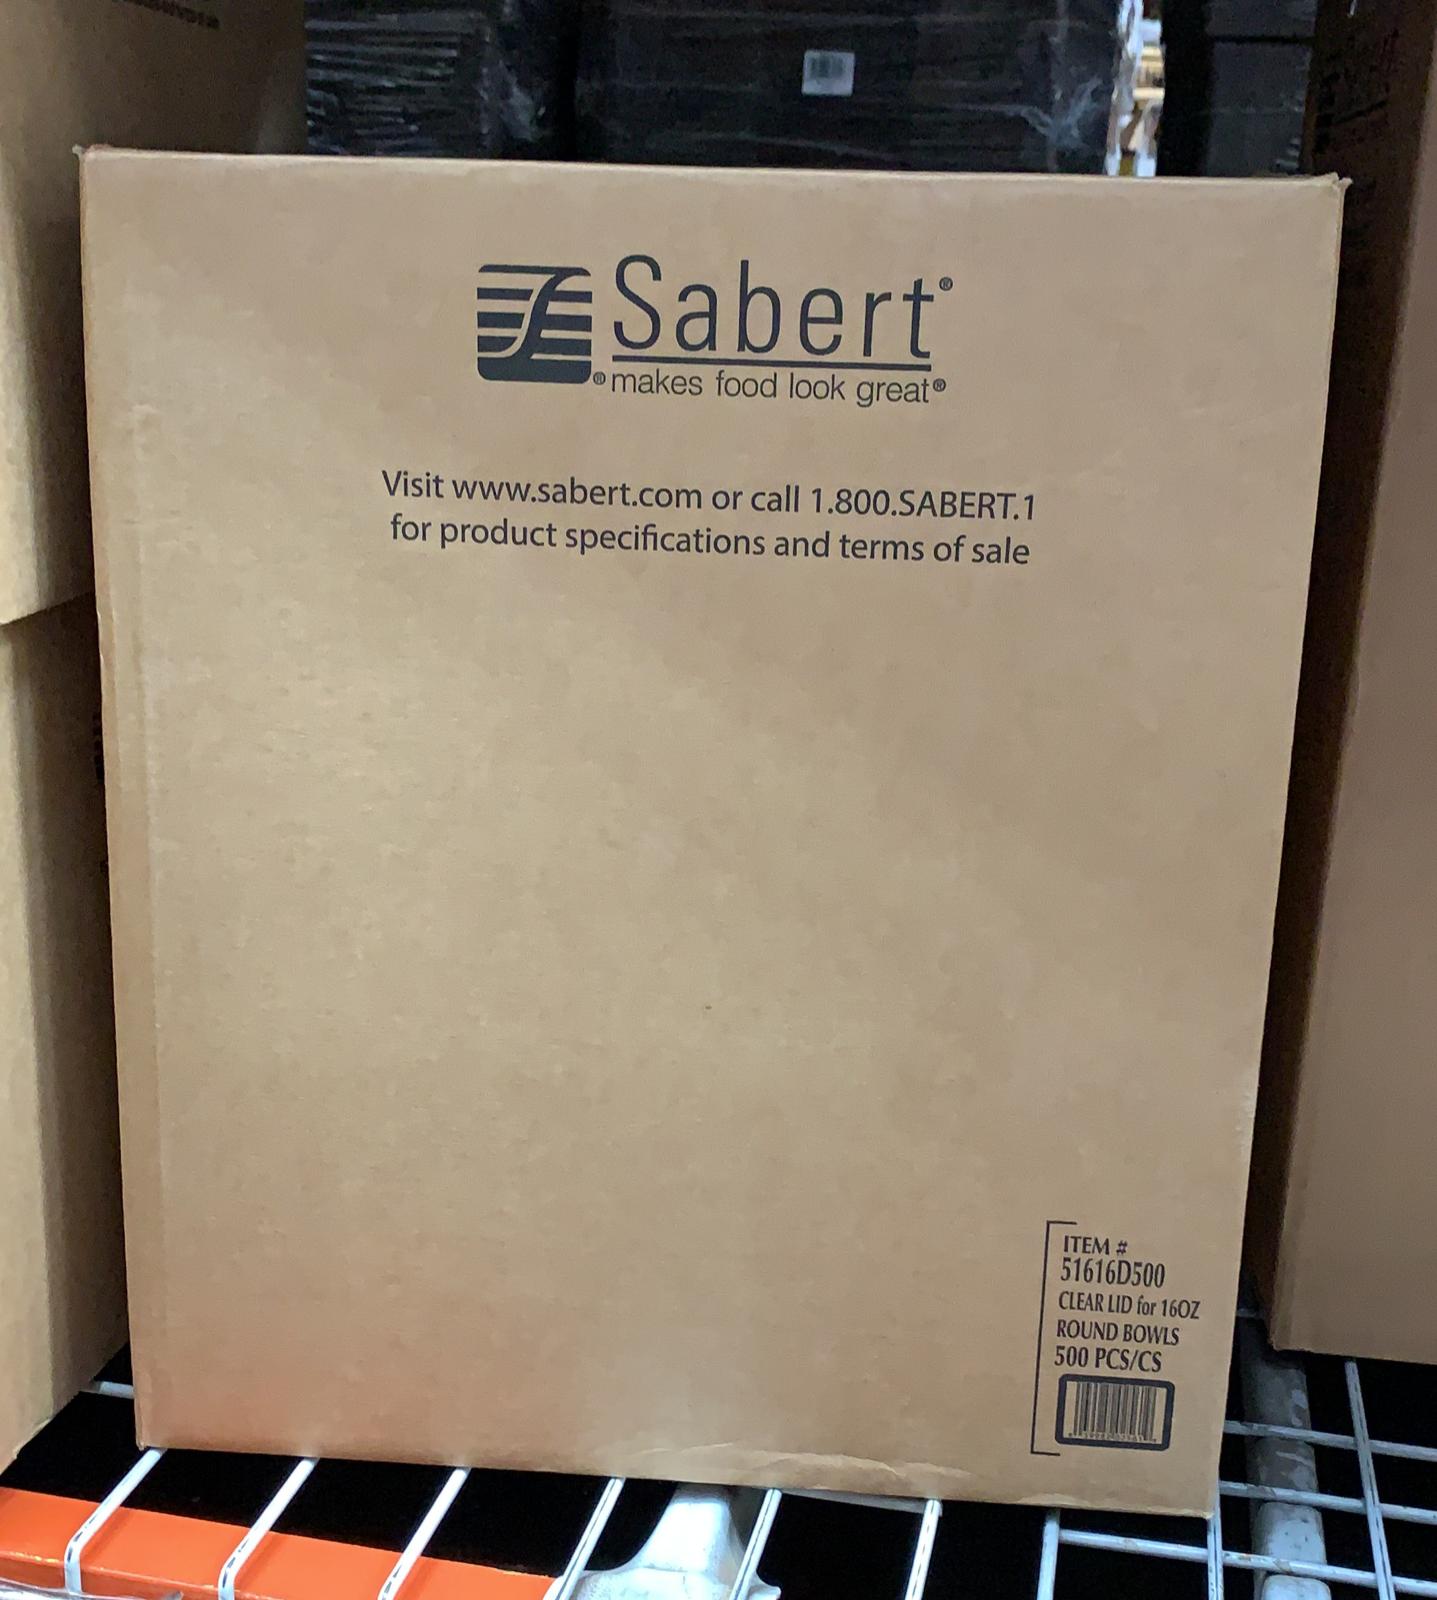 Sabert®
®makes food look great®
Visit www.sabert.com or call 1.800.SABERT.1
for product specifications and terms of sale
ITEM #
51616D500
CLEAR LID for 16OZ
ROUND BOWLS
500 PCS/CS